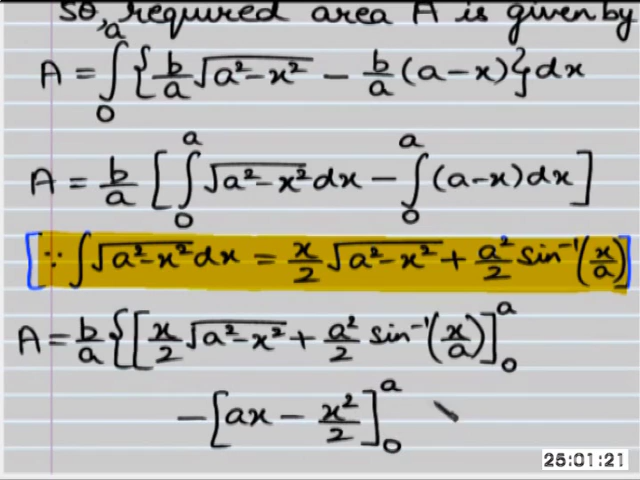 So, required area A is given by
A = ∫₀ᵃ { b/a √(a²−x²) − b/a (a−x) } dx
A = b/a [ ∫₀ᵃ √(a²−x²) dx − ∫₀ᵃ (a−x) dx ]
[∵ ∫ √(a²−x²) dx = x/2 √(a²−x²) + a²/2 sin⁻¹(x/a)]
A = b/a { [ x/2 √(a²−x²) + a²/2 sin⁻¹(x/a) ]₀ᵃ
− [ ax − x²/2 ]₀ᵃ
25:01:21